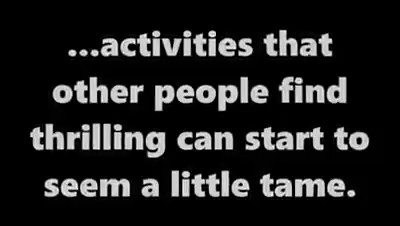 ...activities that
other people find
thrilling can start to
seem a little tame.